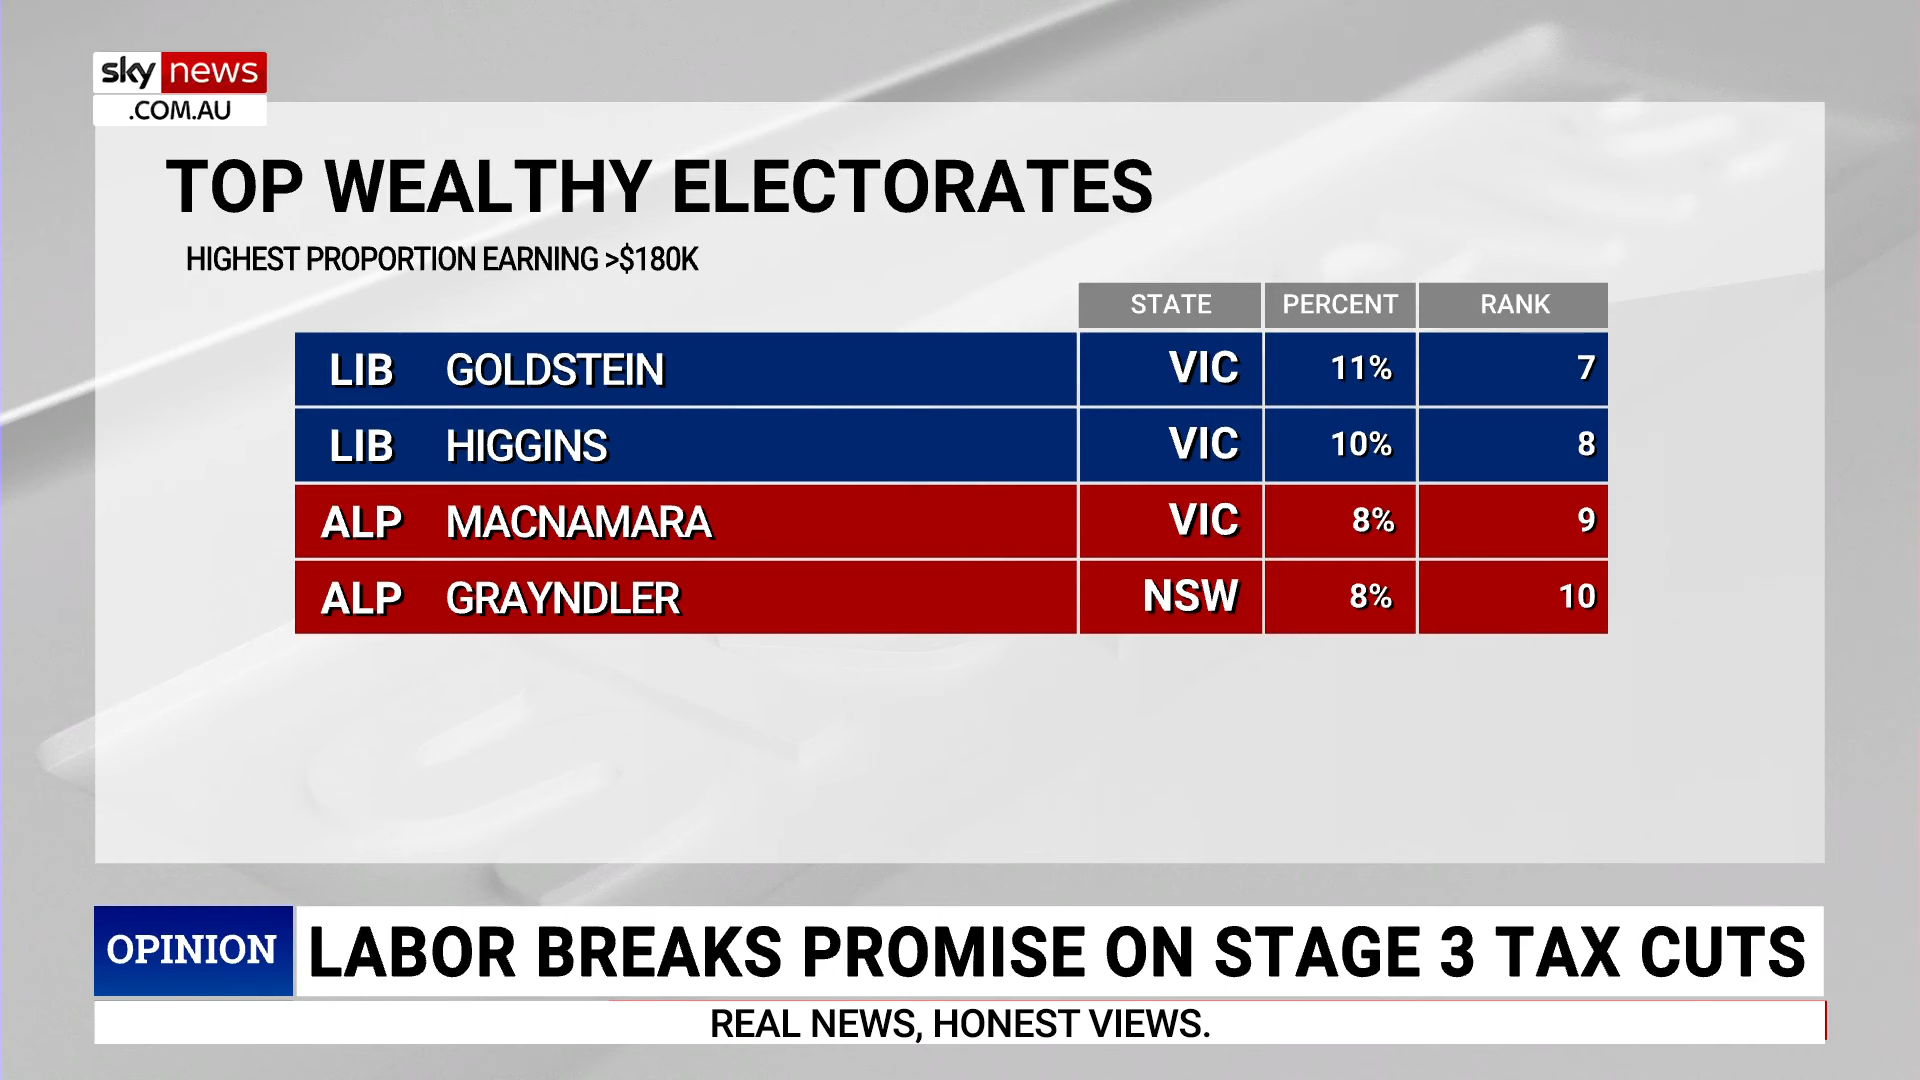 sky news
.COM.AU
TOP WEALTHY ELECTORATES
HIGHEST PROPORTION EARNING >$180K
STATE PERCENT RANK
LIB GOLDSTEIN VIC 11% 7
LIB HIGGINS VIC 10% 8
ALP MACNAMARA VIC 8% 9
ALP GRAYNDLER NSW 8% 10
OPINION LABOR BREAKS PROMISE ON STAGE 3 TAX CUTS
REAL NEWS, HONEST VIEWS.